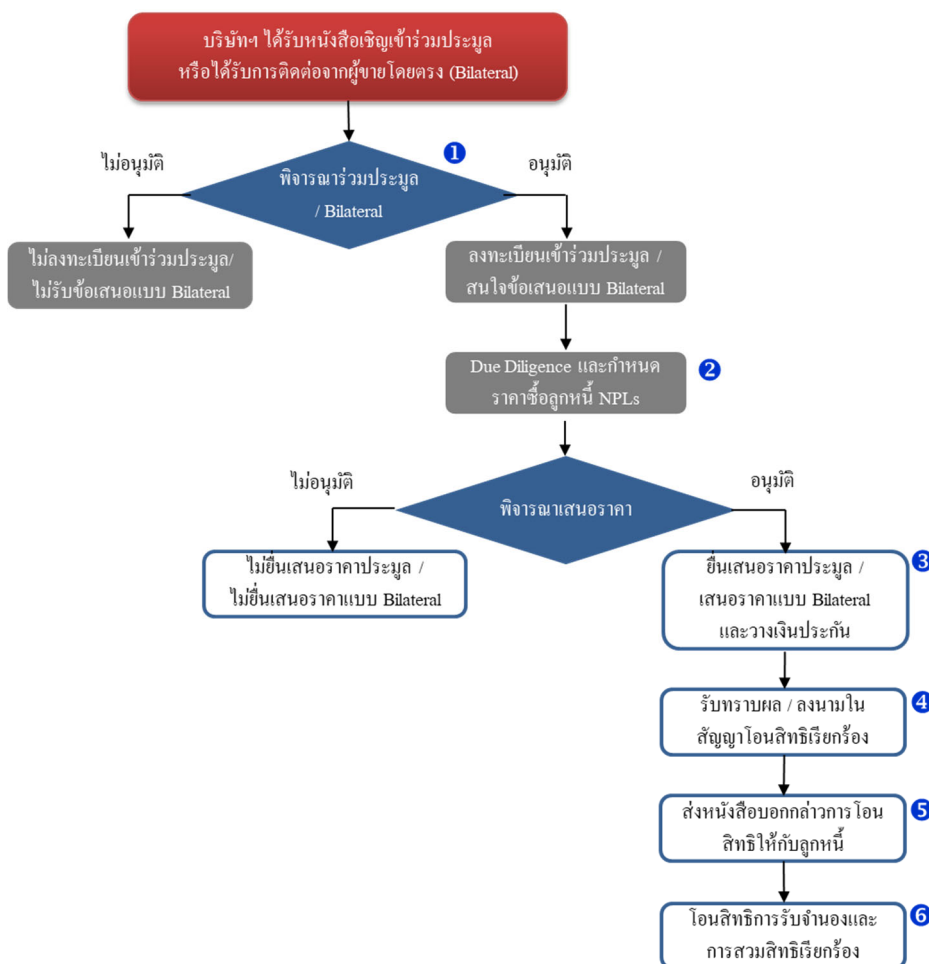 บริษัทฯ ได้รับหนังสือเชิญเข้าร่วมประมูล
หรือได้รับการติดต่อจากผู้ขายโดยตรง (Bilateral)
ไม่อนุมัติ
❶
อนุมัติ
พิจารณาร่วมประมูล
/ Bilateral
ไม่ลงทะเบียนเข้าร่วมประมูล/
ไม่รับข้อเสนอแบบ Bilateral
ลงทะเบียนเข้าร่วมประมูล /
สนใจข้อเสนอแบบ Bilateral
Due Diligence และกำหนด
ราคาซื้อลูกหนี้ NPLs
❷
ไม่อนุมัติ
อนุมัติ
พิจารณาเสนอราคา
ไม่ยื่นเสนอราคาประมูล /
ไม่ยื่นเสนอราคาแบบ Bilateral
ยื่นเสนอราคาประมูล /
เสนอราคาแบบ Bilateral
และวางเงินประกัน
❸
รับทราบผล / ลงนามใน
สัญญาโอนสิทธิเรียกร้อง
❹
ส่งหนังสือบอกกล่าวการโอน
สิทธิให้กับลูกหนี้
❺
โอนสิทธิการรับจำนองและ
การสวมสิทธิเรียกร้อง
❻